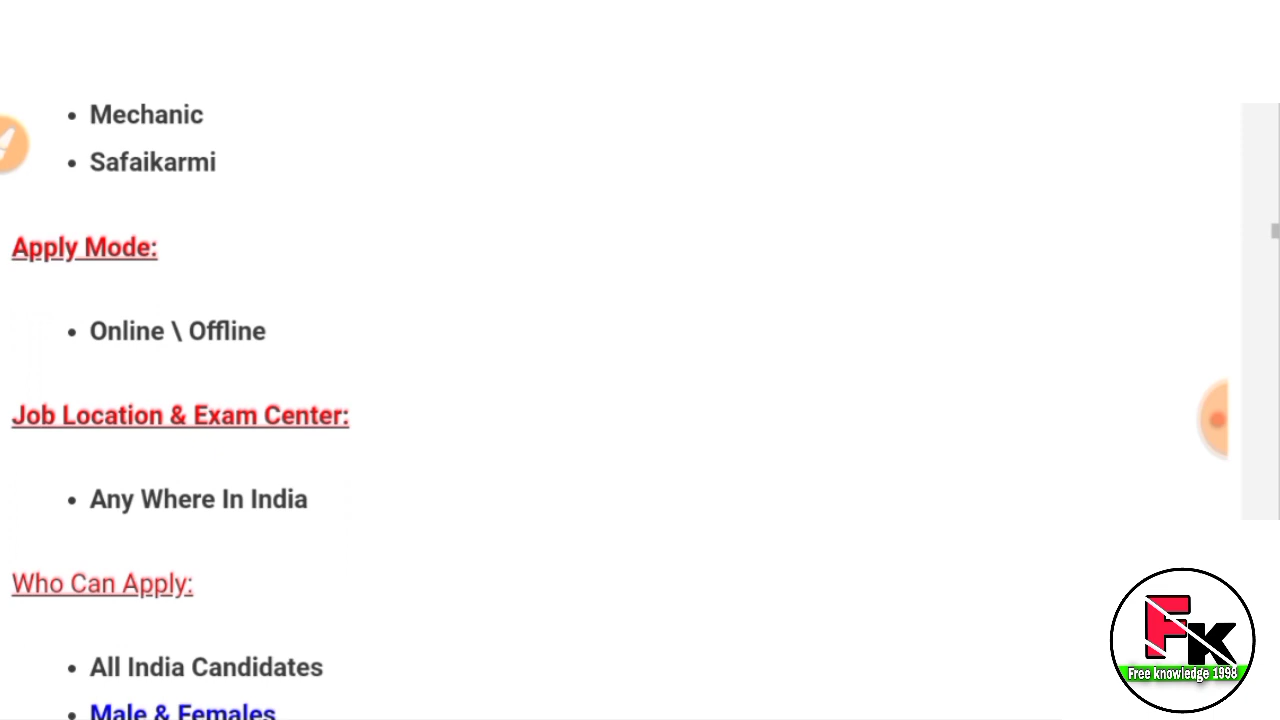 Mechanic
Safaikarmi
Apply Mode:
Online \ Offline
Job Location & Exam Center:
Any Where In India
Who Can Apply:
All India Candidates
Male & Females
FK
Free knowledge 1998